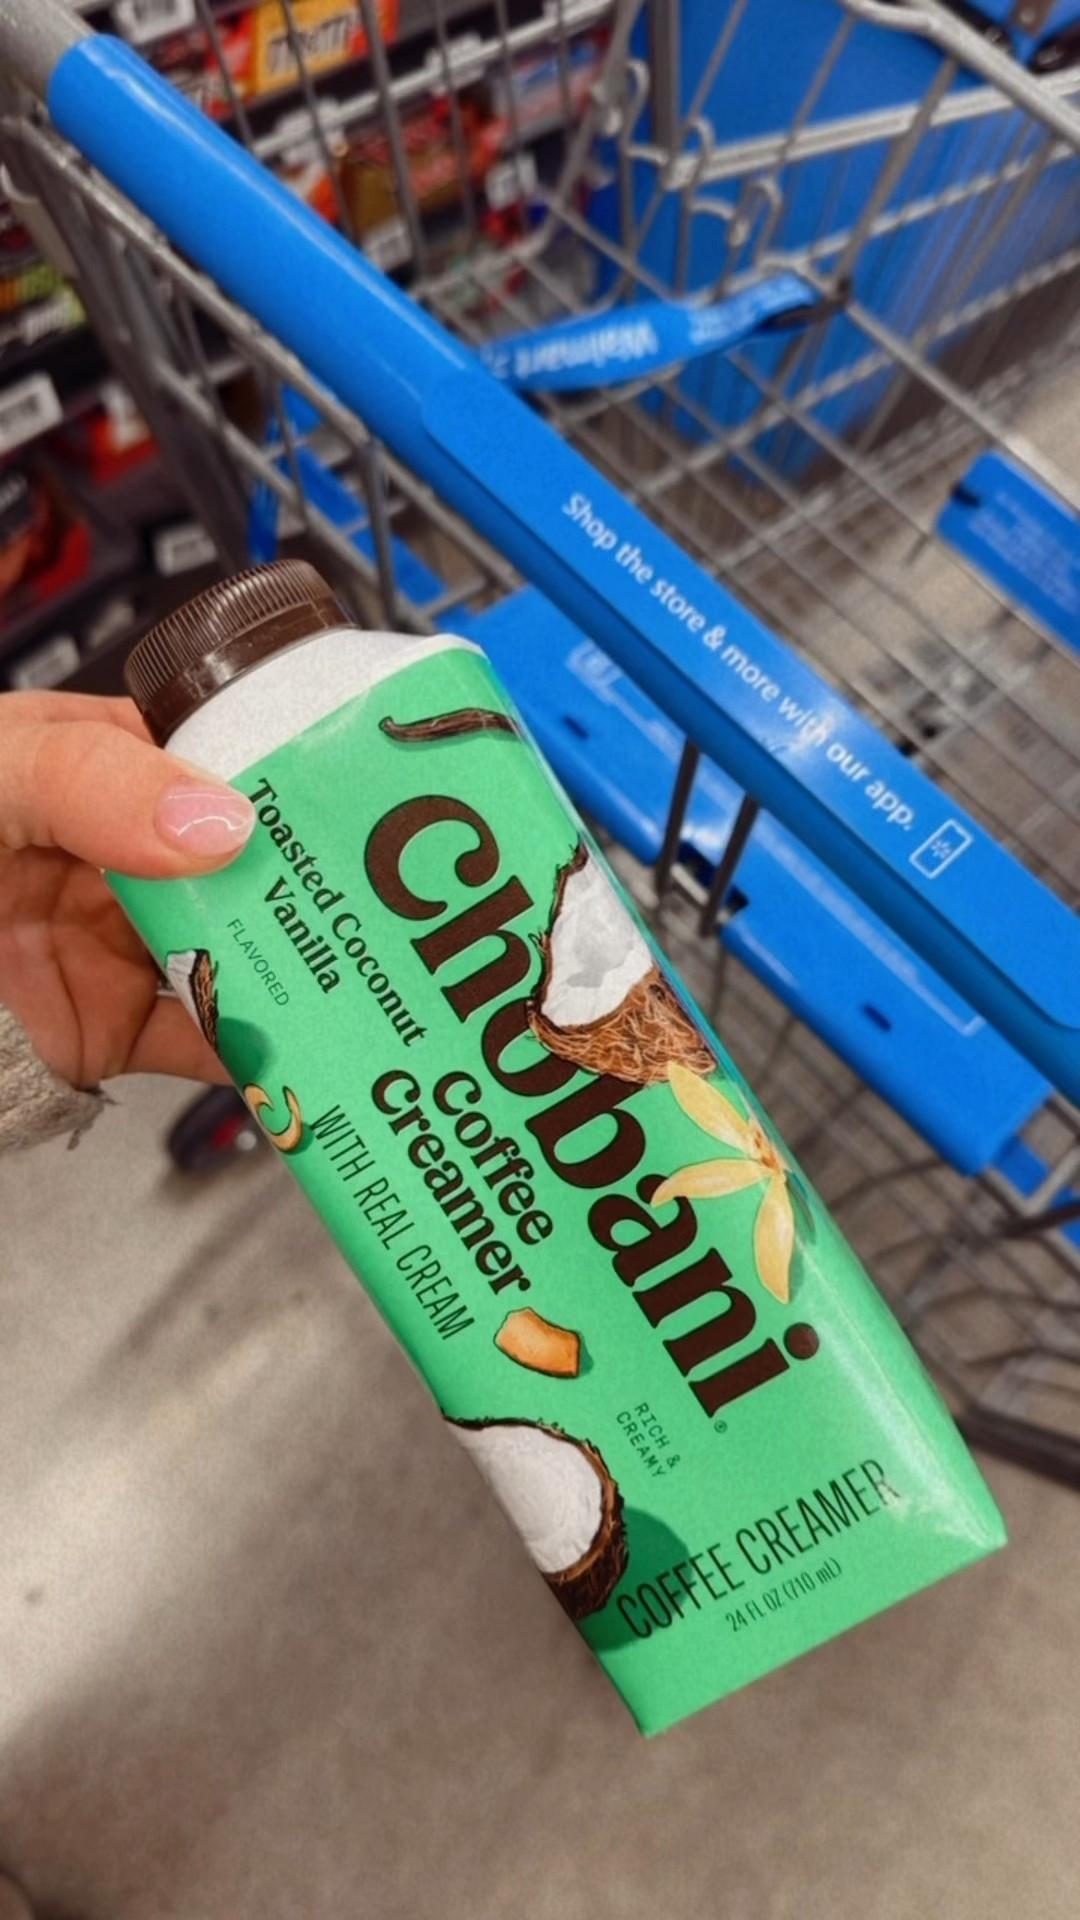 Walmart
Shop the store & more with our app.
Chobani®
Toasted Coconut
Vanilla
FLAVORED
Coffee
Creamer
WITH REAL CREAM
RICH &
CREAMY
COFFEE CREAMER
24 FL OZ (710 mL)